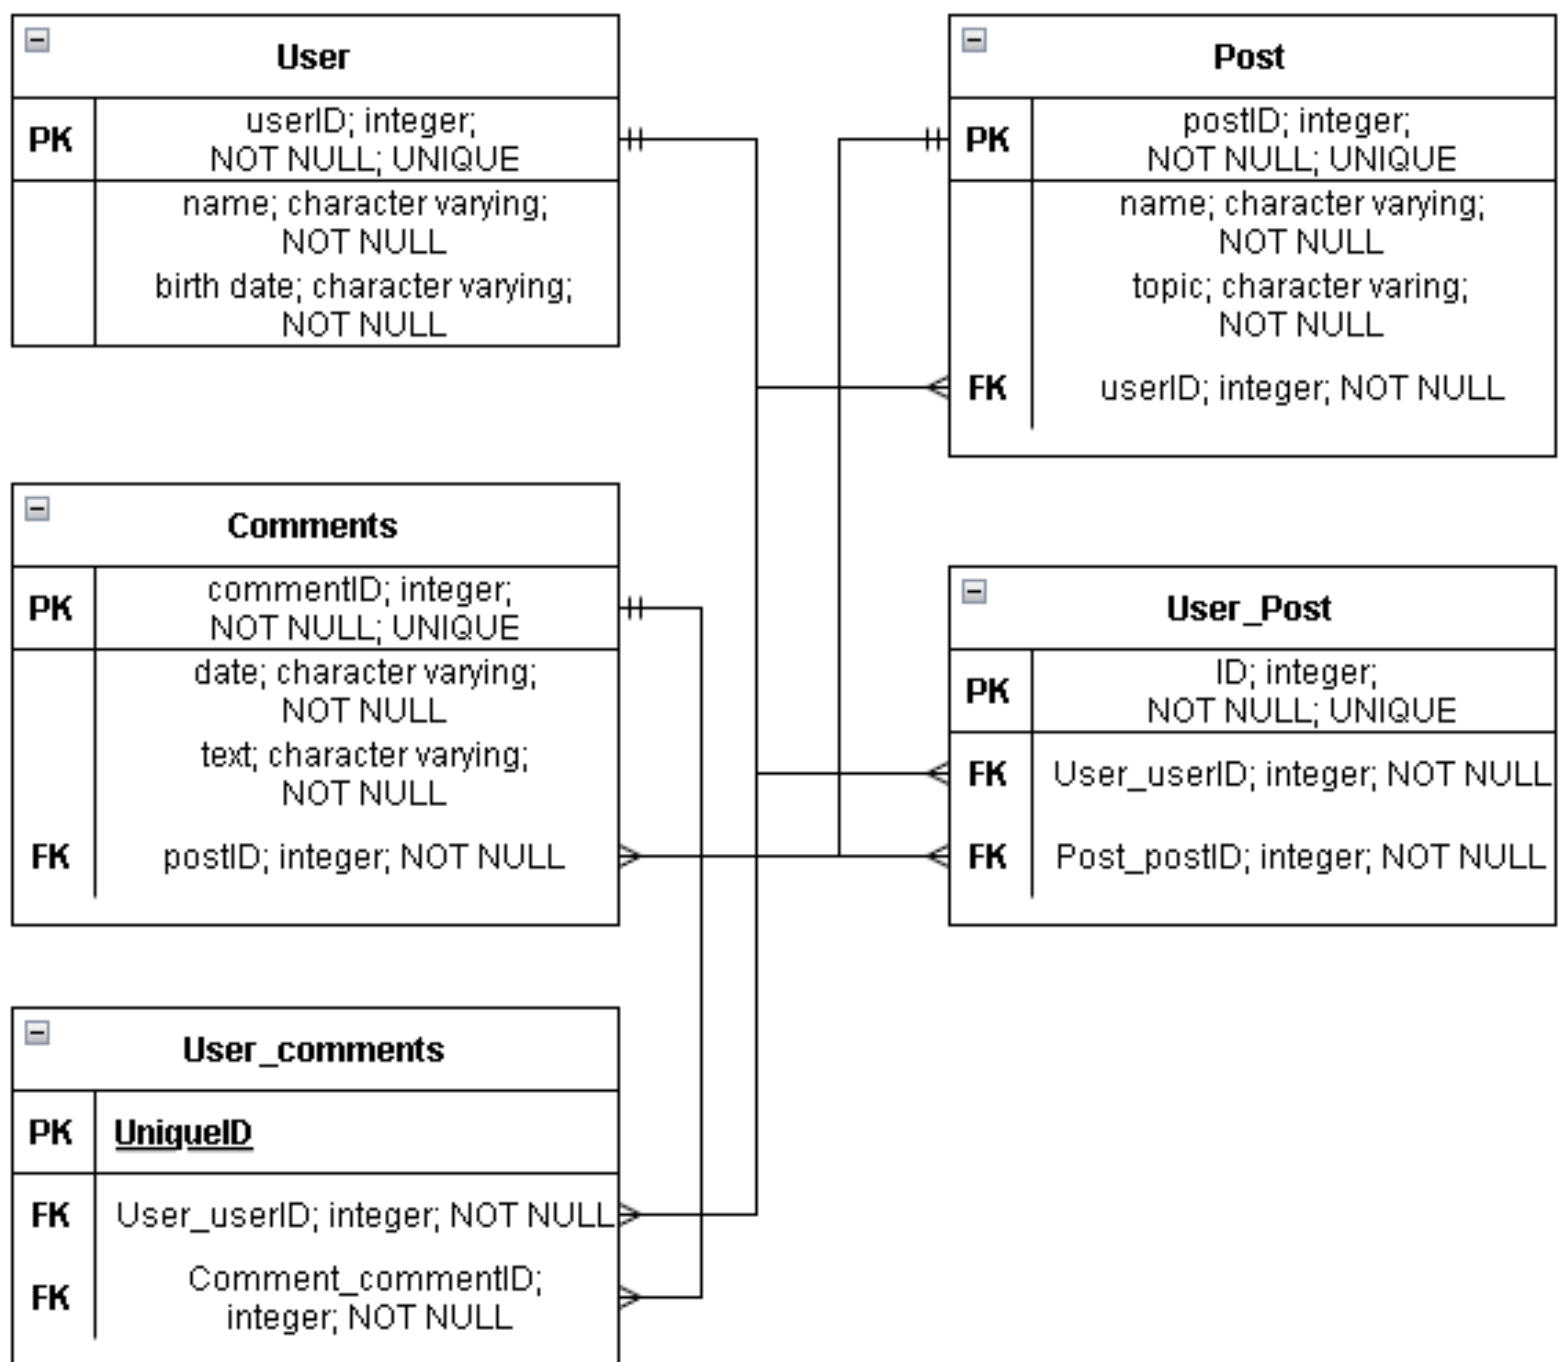 User
PK
userID; integer;
NOT NULL; UNIQUE
name; character varying;
NOT NULL
birth date; character varying;
NOT NULL
Post
PK
postID; integer;
NOT NULL; UNIQUE
name; character varying;
NOT NULL
topic; character varing;
NOT NULL
FK
userID; integer; NOT NULL
Comments
PK
commentID; integer;
NOT NULL; UNIQUE
date; character varying;
NOT NULL
text; character varying;
NOT NULL
FK
postID; integer; NOT NULL
User_Post
PK
ID; integer;
NOT NULL; UNIQUE
FK
User_userID; integer; NOT NULL
FK
Post_postID; integer; NOT NULL
User_comments
PK
UniqueID
FK
User_userID; integer; NOT NULL
FK
Comment_commentID;
integer; NOT NULL